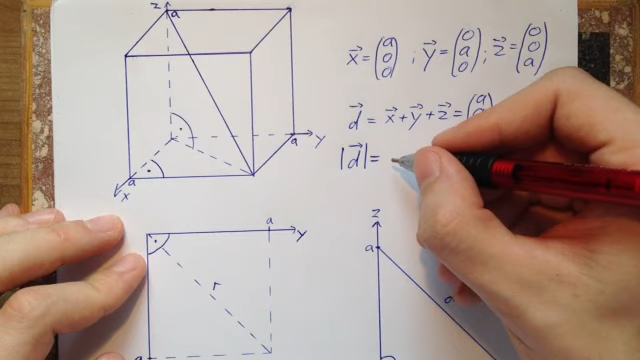 z
a
a
y
a
x
x⃗ = (a 0 0) ; y⃗ = (0 a 0) ; z⃗ = (0 0 a)
d⃗ = x⃗ + y⃗ + z⃗ = (a
|d⃗| =
a
y
r
z
a